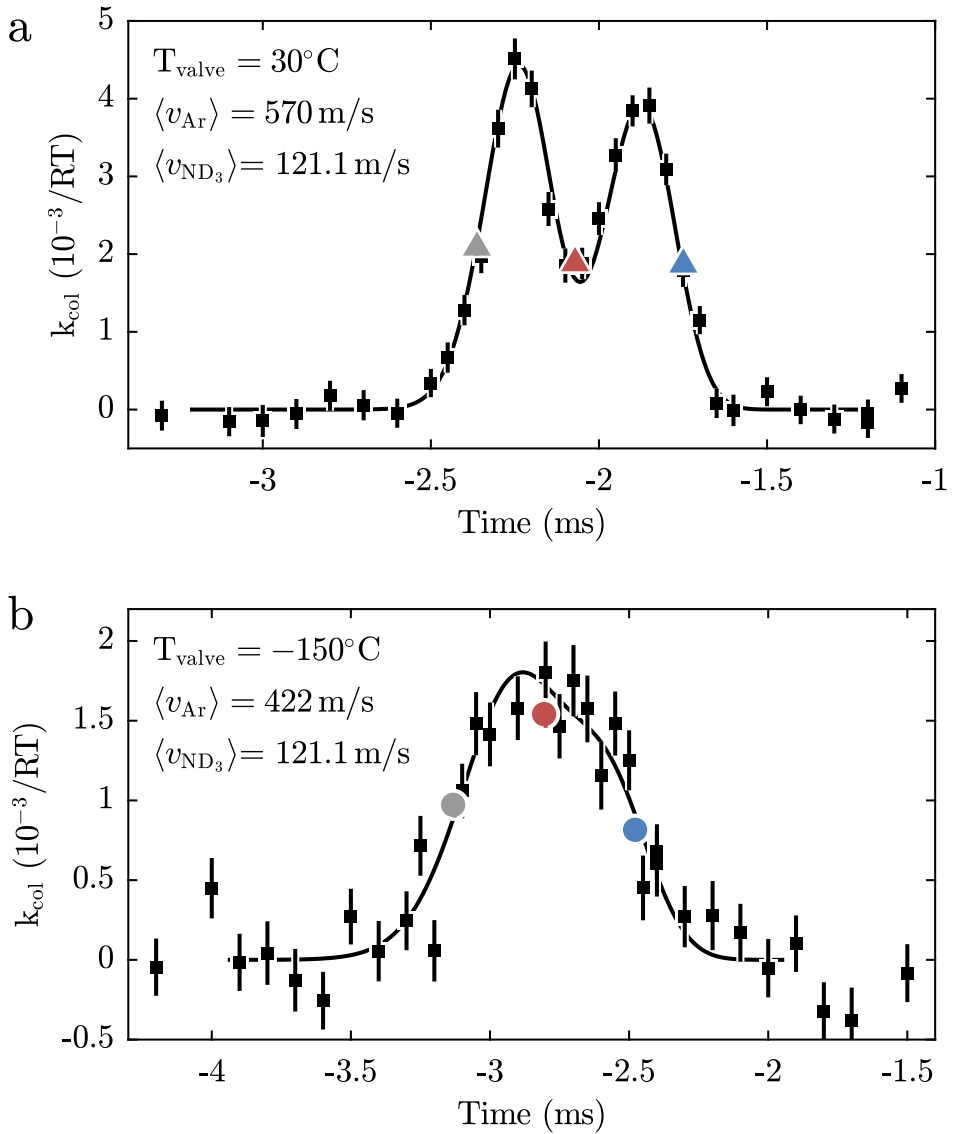 a
T_valve = 30°C
⟨v_Ar⟩ = 570 m/s
⟨v_ND₃⟩= 121.1 m/s
k_col (10⁻³/RT)
5
4
3
2
1
0
-3
-2.5
-2
-1.5
-1
Time (ms)
b
T_valve = −150°C
⟨v_Ar⟩ = 422 m/s
⟨v_ND₃⟩= 121.1 m/s
k_col (10⁻³/RT)
2
1.5
1
0.5
0
-0.5
-4
-3.5
-3
-2.5
-2
-1.5
Time (ms)